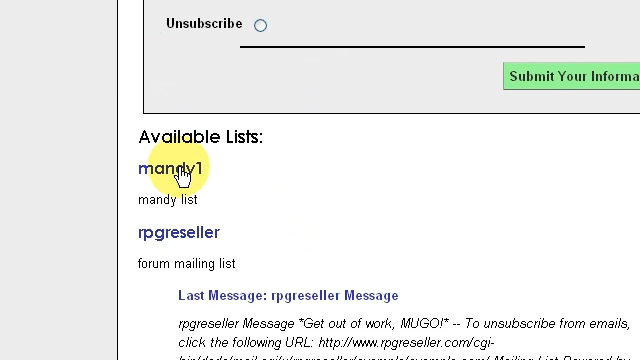 Unsubscribe
Submit Your Informa
Available Lists:
mandy1
mandy list
rpgreseller
forum mailing list
Last Message: rpgreseller Message
rpgreseller Message *Get out of work, MUGO!* -- To unsubscribe from emails,
click the following URL: http://www.rpgreseller.com/cgi-